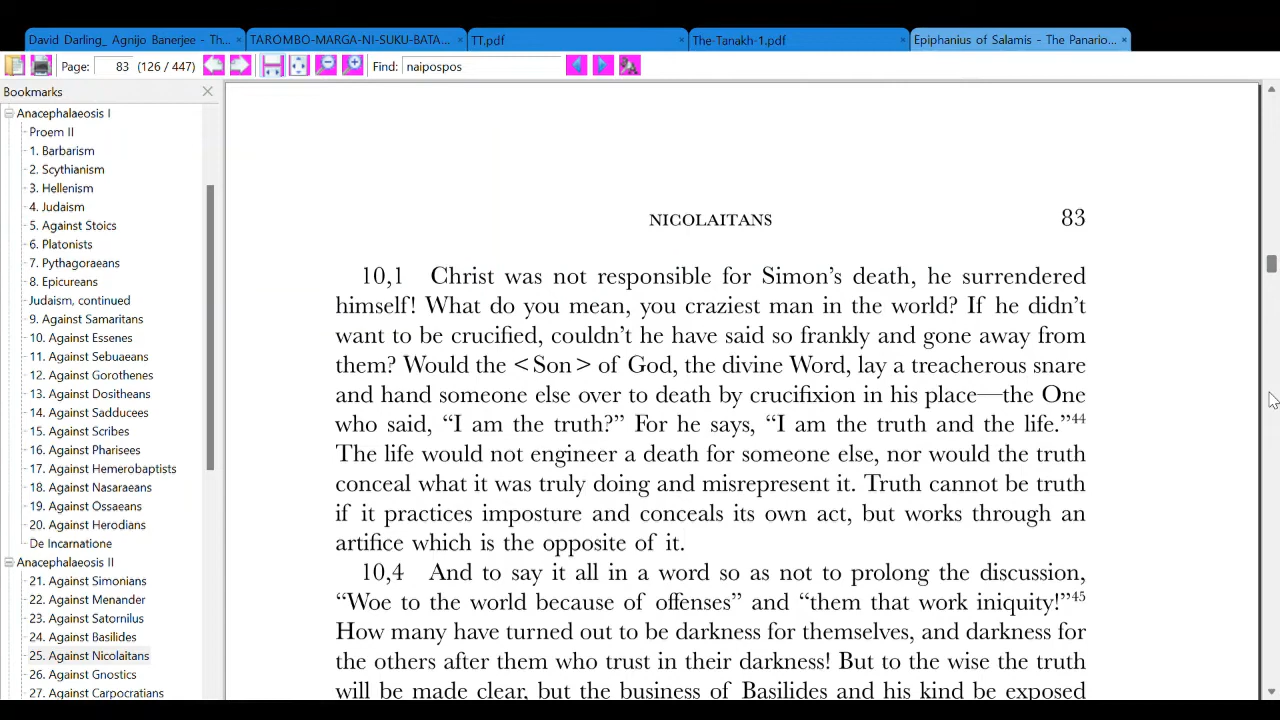 David Darling_ Agnijo Banerjee - Th... × TAROMBO-MARGA-NI-SUKU-BATA... × TT.pdf × The-Tanakh-1.pdf × Epiphanius of Salamis - The Panario... ×
Page: 83 (126 / 447) Find: naipospos
Bookmarks
Anacephalaeosis I
Proem II
1. Barbarism
2. Scythianism
3. Hellenism
4. Judaism
5. Against Stoics
6. Platonists
7. Pythagoraeans
8. Epicureans
Judaism, continued
9. Against Samaritans
10. Against Essenes
11. Against Sebuaeans
12. Against Gorothenes
13. Against Dositheans
14. Against Sadducees
15. Against Scribes
16. Against Pharisees
17. Against Hemerobaptists
18. Against Nasaraeans
19. Against Ossaeans
20. Against Herodians
De Incarnatione
Anacephalaeosis II
21. Against Simonians
22. Against Menander
23. Against Satornilus
24. Against Basilides
25. Against Nicolaitans
26. Against Gnostics
27. Against Carpocratians
NICOLAITANS 83
10,1 Christ was not responsible for Simon’s death, he surrendered
himself! What do you mean, you craziest man in the world? If he didn’t
want to be crucified, couldn’t he have said so frankly and gone away from
them? Would the <Son> of God, the divine Word, lay a treacherous snare
and hand someone else over to death by crucifixion in his place—the One
who said, “I am the truth?” For he says, “I am the truth and the life.”44
The life would not engineer a death for someone else, nor would the truth
conceal what it was truly doing and misrepresent it. Truth cannot be truth
if it practices imposture and conceals its own act, but works through an
artifice which is the opposite of it.
10,4 And to say it all in a word so as not to prolong the discussion,
“Woe to the world because of offenses” and “them that work iniquity!”45
How many have turned out to be darkness for themselves, and darkness for
the others after them who trust in their darkness! But to the wise the truth
will be made clear, but the business of Basilides and his kind be exposed